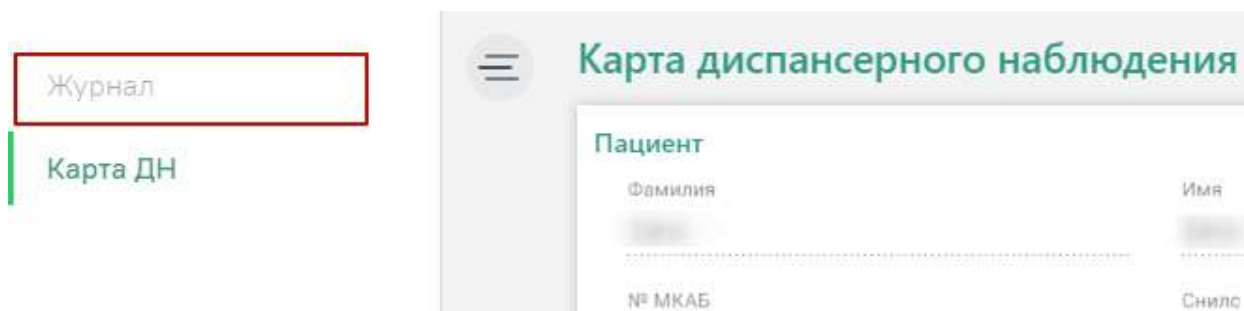 Журнал
Карта ДН
Карта диспансерного наблюдения
Пациент
Фамилия Имя
№ МКАБ Снилс